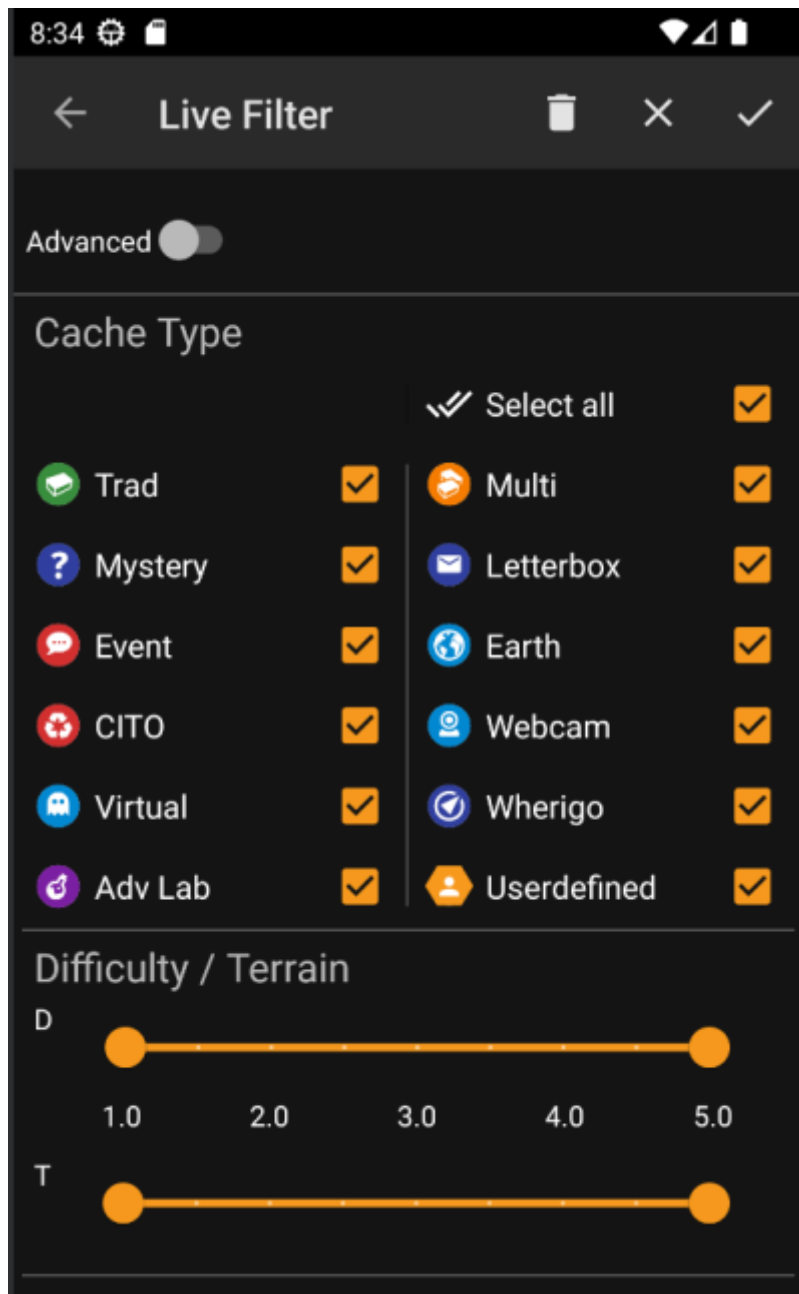 8:34
Live Filter
Advanced
Cache Type
Select all
Trad
Multi
Mystery
Letterbox
Event
Earth
CITO
Webcam
Virtual
Wherigo
Adv Lab
Userdefined
Difficulty / Terrain
D
1.0 2.0 3.0 4.0 5.0
T